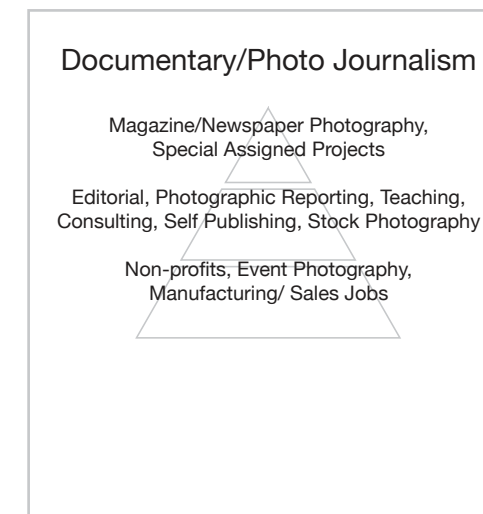 Documentary/Photo Journalism
Magazine/Newspaper Photography,
Special Assigned Projects
Editorial, Photographic Reporting, Teaching,
Consulting, Self Publishing, Stock Photography
Non-profits, Event Photography,
Manufacturing/ Sales Jobs